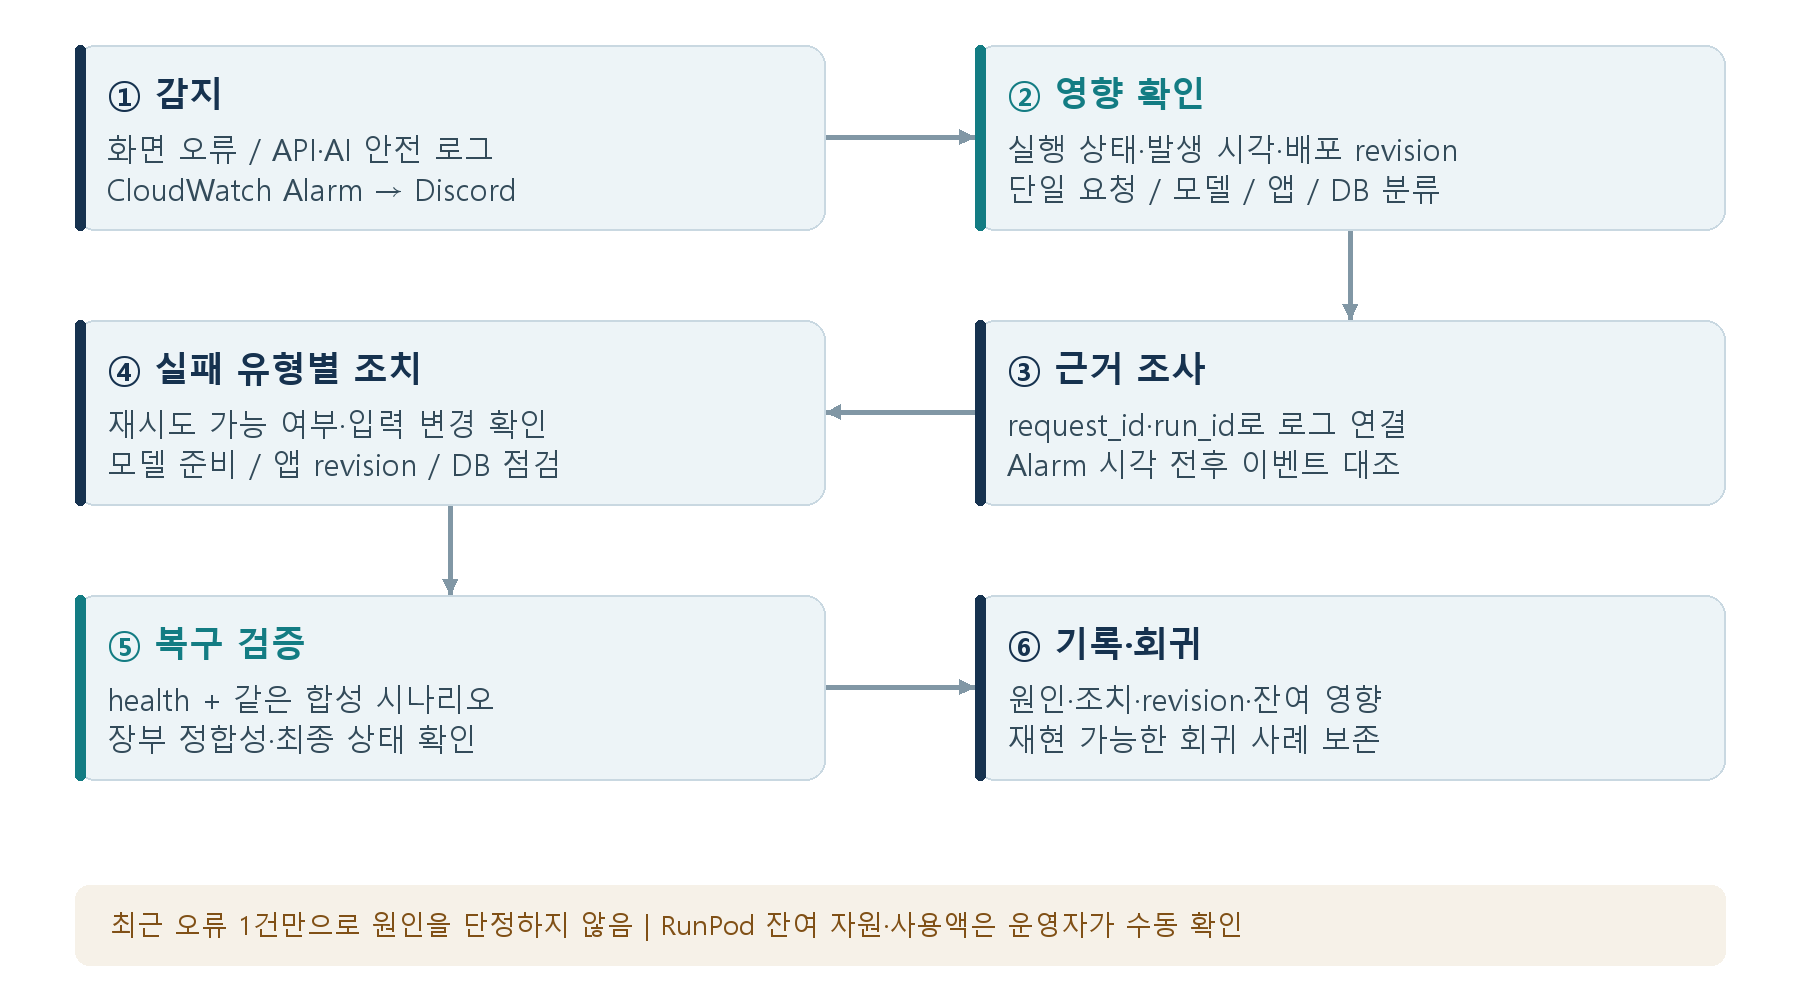 ① 감지
화면 오류 / API·AI 안전 로그
CloudWatch Alarm → Discord
② 영향 확인
실행 상태·발생 시각·배포 revision
단일 요청 / 모델 / 앱 / DB 분류
③ 근거 조사
request_id·run_id로 로그 연결
Alarm 시각 전후 이벤트 대조
④ 실패 유형별 조치
재시도 가능 여부·입력 변경 확인
모델 준비 / 앱 revision / DB 점검
⑤ 복구 검증
health + 같은 합성 시나리오
장부 정합성·최종 상태 확인
⑥ 기록·회귀
원인·조치·revision·잔여 영향
재현 가능한 회귀 사례 보존
최근 오류 1건만으로 원인을 단정하지 않음 | RunPod 잔여 자원·사용액은 운영자가 수동 확인